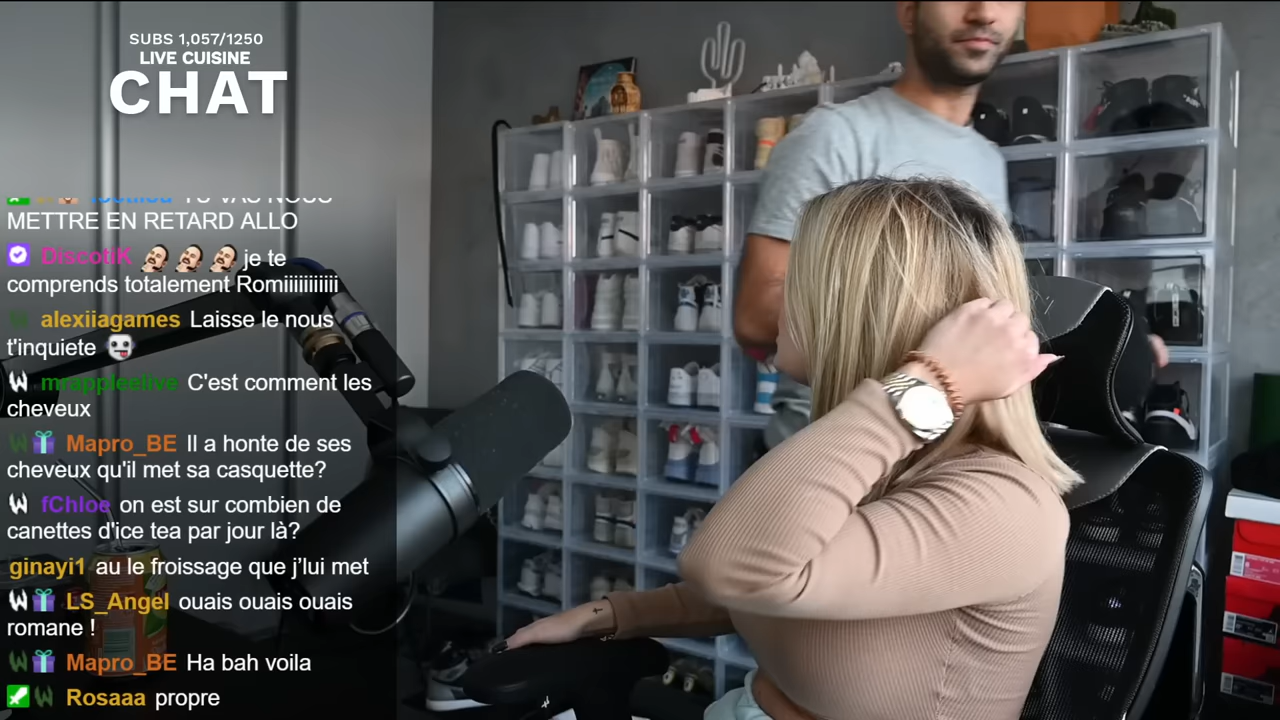 SUBS 1,057/1250
LIVE CUISINE
CHAT
METTRE EN RETARD ALLO
DiscotiK je te
comprends totalement Romiiiiiiiiiii
alexiiagames Laisse le nous
t'inquiete
mrappleelive C'est comment les
cheveux
Mapro_BE Il a honte de ses
cheveux qu'il met sa casquette?
fChloe on est sur combien de
canettes d'ice tea par jour là?
ginayi1 au le froissage que j'lui met
LS_Angel ouais ouais ouais
romane !
Mapro_BE Ha bah voila
Rosaaa propre